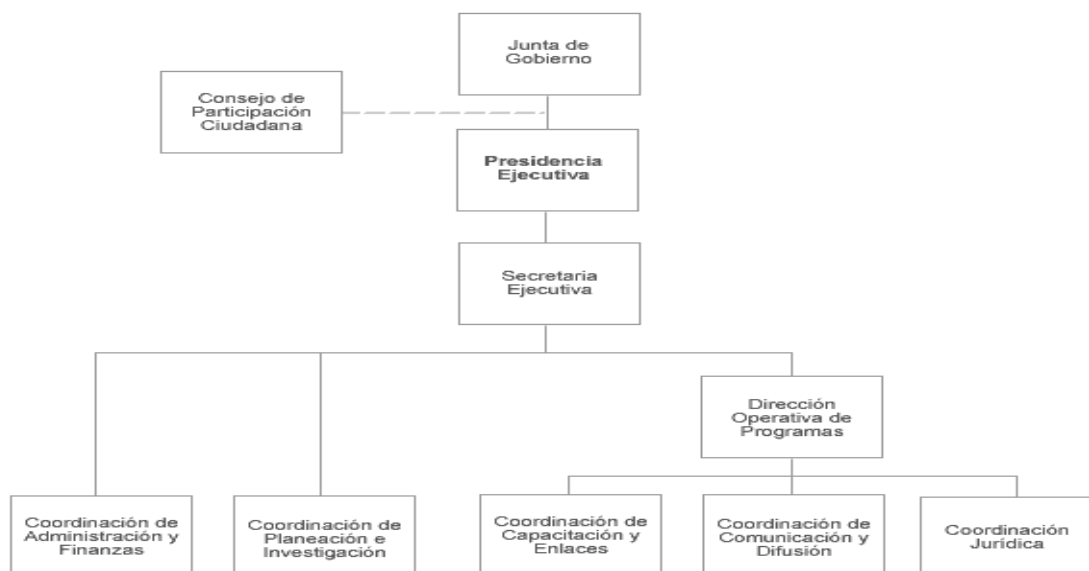 Junta de
Gobierno
Consejo de
Participación
Ciudadana
Presidencia
Ejecutiva
Secretaria
Ejecutiva
Dirección
Operativa de
Programas
Coordinación de
Administración y
Finanzas
Coordinación de
Planeación e
Investigación
Coordinación de
Capacitación y
Enlaces
Coordinación de
Comunicación y
Difusión
Coordinación
Jurídica